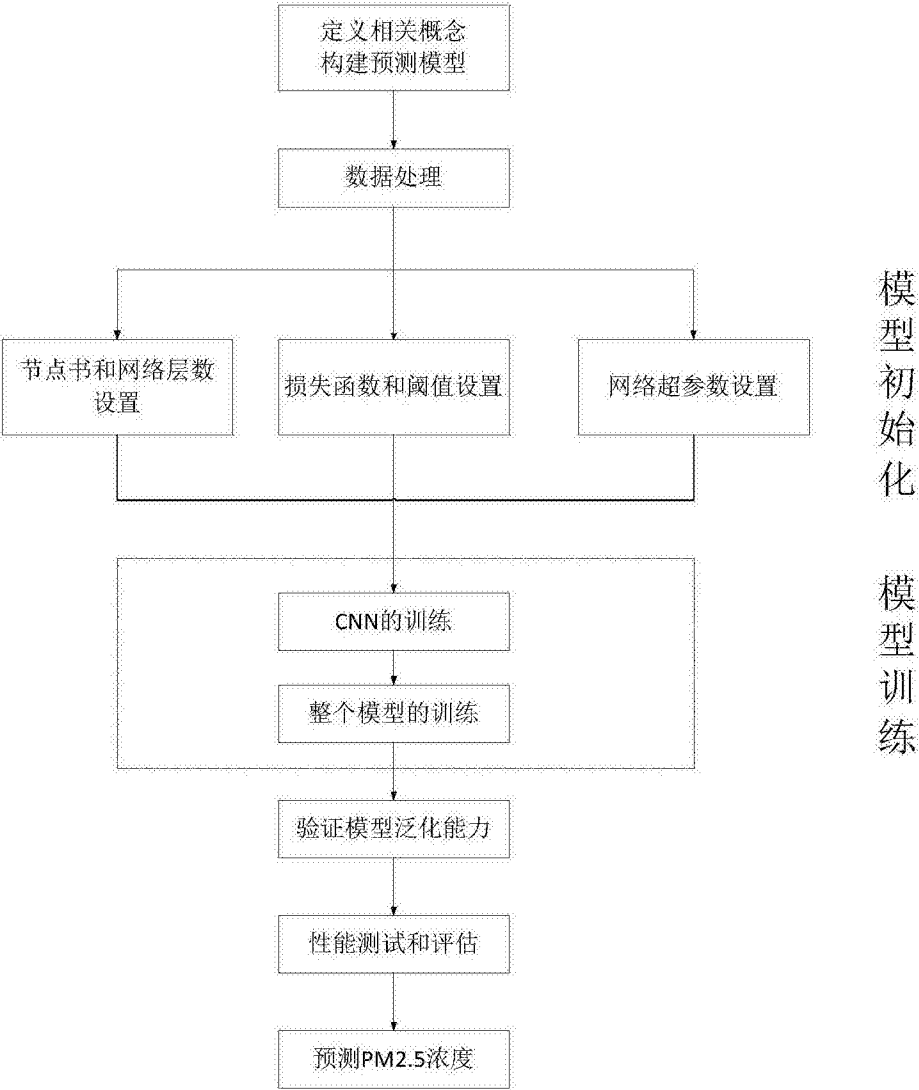 定义相关概念
构建预测模型
数据处理
节点书和网络层数
设置
损失函数和阈值设置
网络超参数设置
模型初始化
CNN的训练
整个模型的训练
模型训练
验证模型泛化能力
性能测试和评估
预测PM2.5浓度